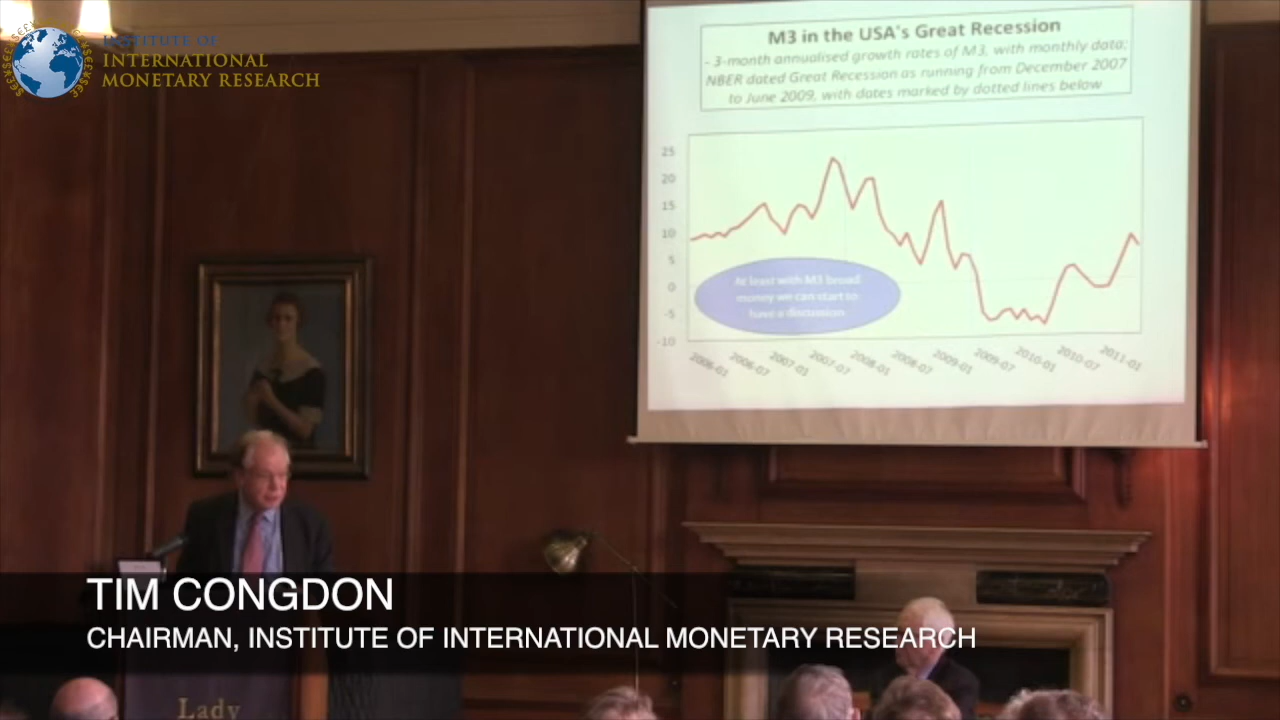 INSTITUTE OF
INTERNATIONAL
MONETARY RESEARCH
M3 in the USA's Great Recession
- 3-month annualised growth rates of M3, with monthly data;
NBER dated Great Recession as running from December 2007
to June 2009, with dates marked by dotted lines below
25
20
15
10
5
0
-5
-10
At least with M3 broad
money we can start to
have a discussion
2006-01
2006-07
2007-01
2007-07
2008-01
2008-07
2009-01
2009-07
2010-01
2010-07
2011-01
TIM CONGDON
CHAIRMAN, INSTITUTE OF INTERNATIONAL MONETARY RESEARCH
Lady